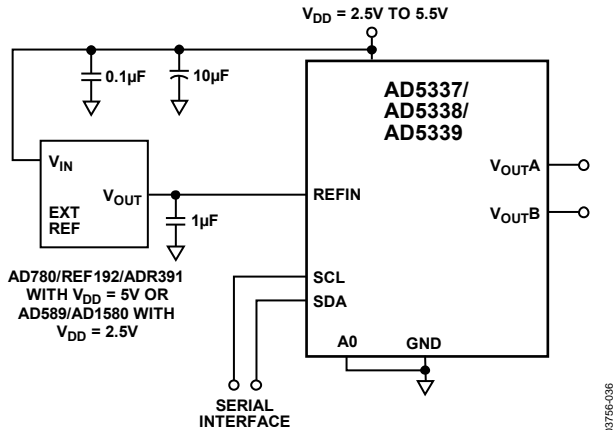 V_DD = 2.5V TO 5.5V
0.1µF
10µF
AD5337/
AD5338/
AD5339
V_IN
V_OUT
EXT
REF
1µF
REFIN
V_OUTA
V_OUTB
AD780/REF192/ADR391
WITH V_DD = 5V OR
AD589/AD1580 WITH
V_DD = 2.5V
SCL
SDA
A0
GND
SERIAL
INTERFACE
03756-036